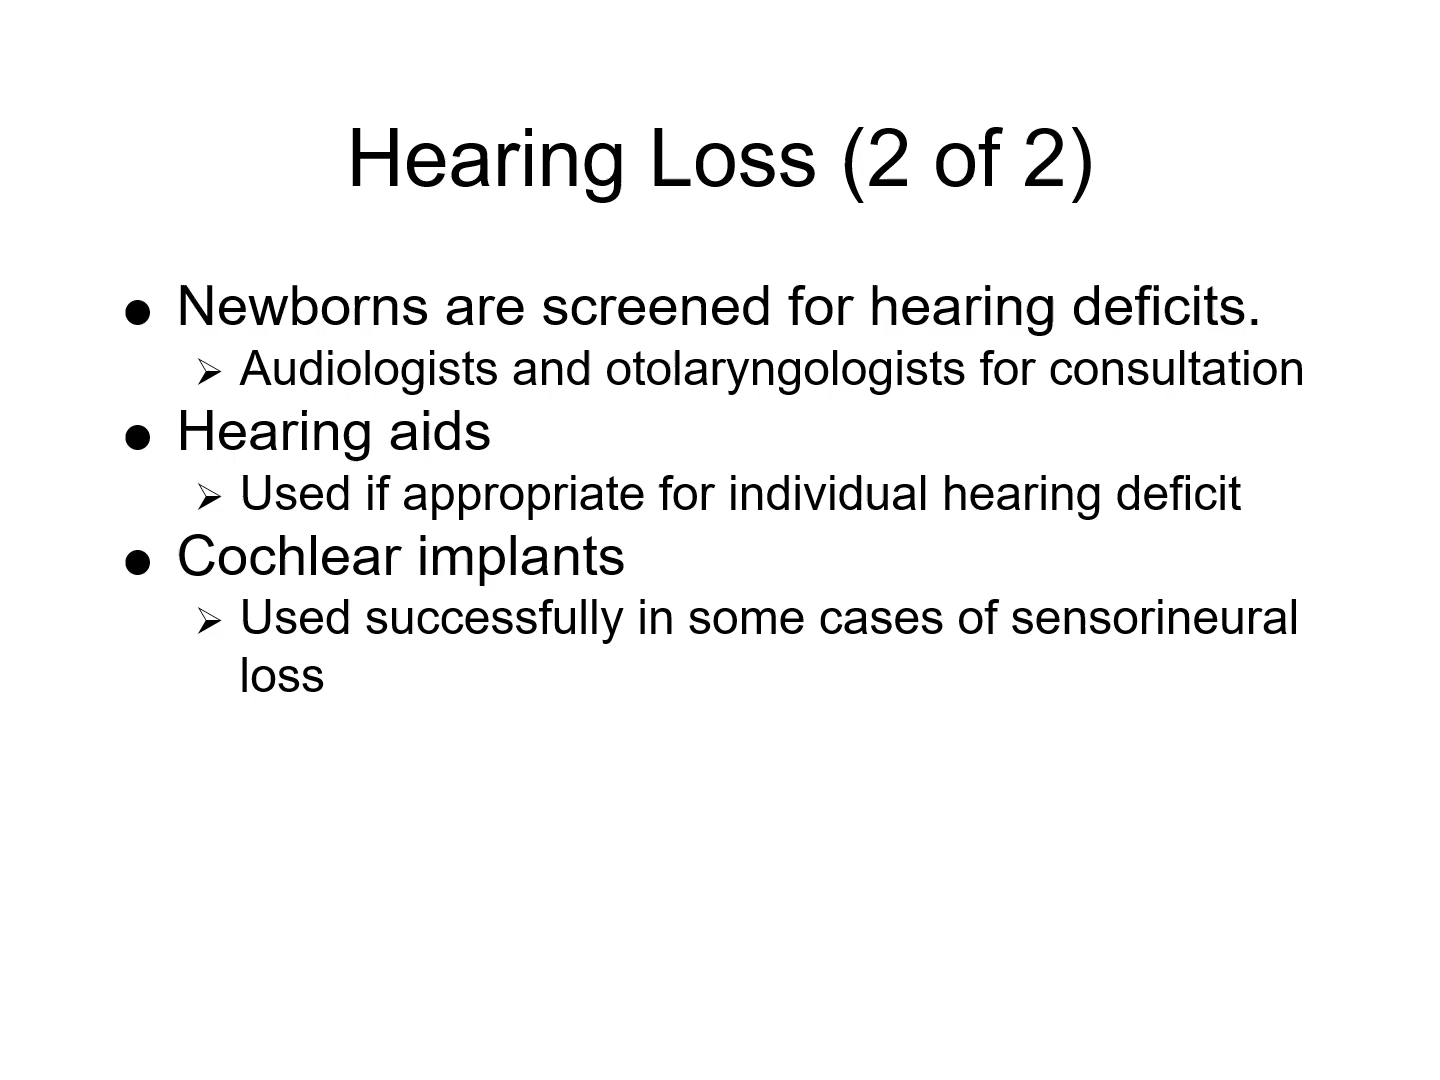 Hearing Loss (2 of 2)
● Newborns are screened for hearing deficits.
➢ Audiologists and otolaryngologists for consultation
● Hearing aids
➢ Used if appropriate for individual hearing deficit
● Cochlear implants
➢ Used successfully in some cases of sensorineural
loss